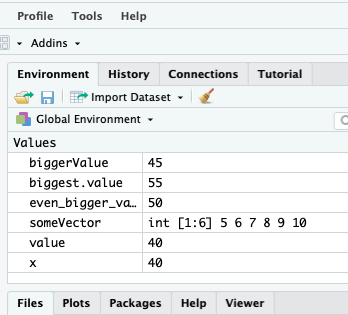 Profile Tools Help
Addins
Environment History Connections Tutorial
Import Dataset
Global Environment
Values
biggerValue 45
biggest.value 55
even_bigger_va… 50
someVector int [1:6] 5 6 7 8 9 10
value 40
x 40
Files Plots Packages Help Viewer